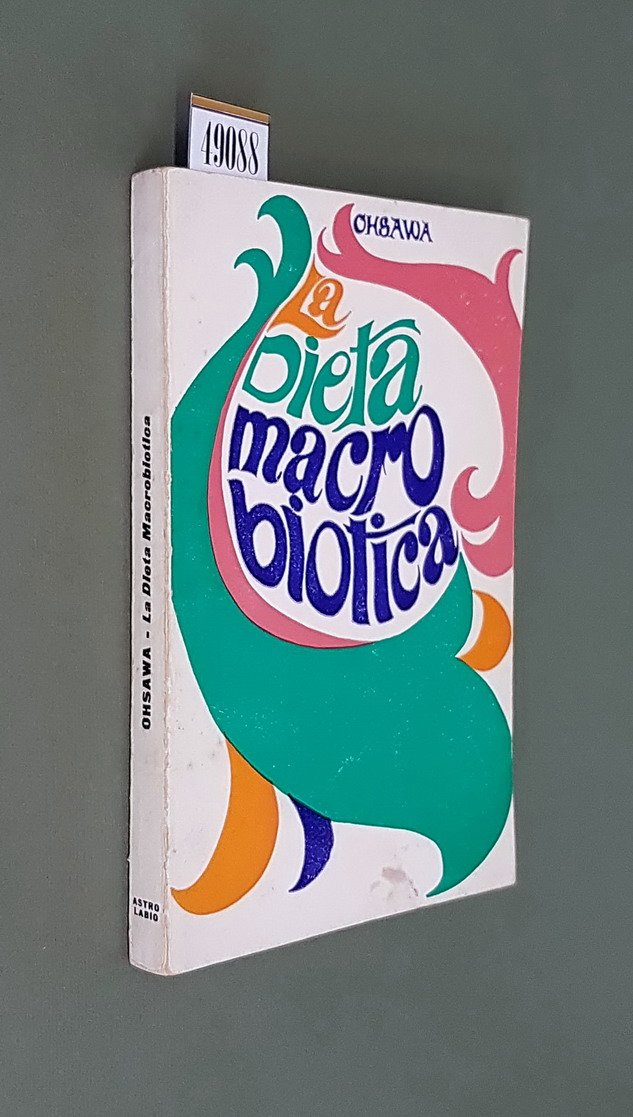 49088
OHSAWA
La
Dieta
macro
biotica
OHSAWA - La Dieta Macrobiotica
ASTRO
LABIO